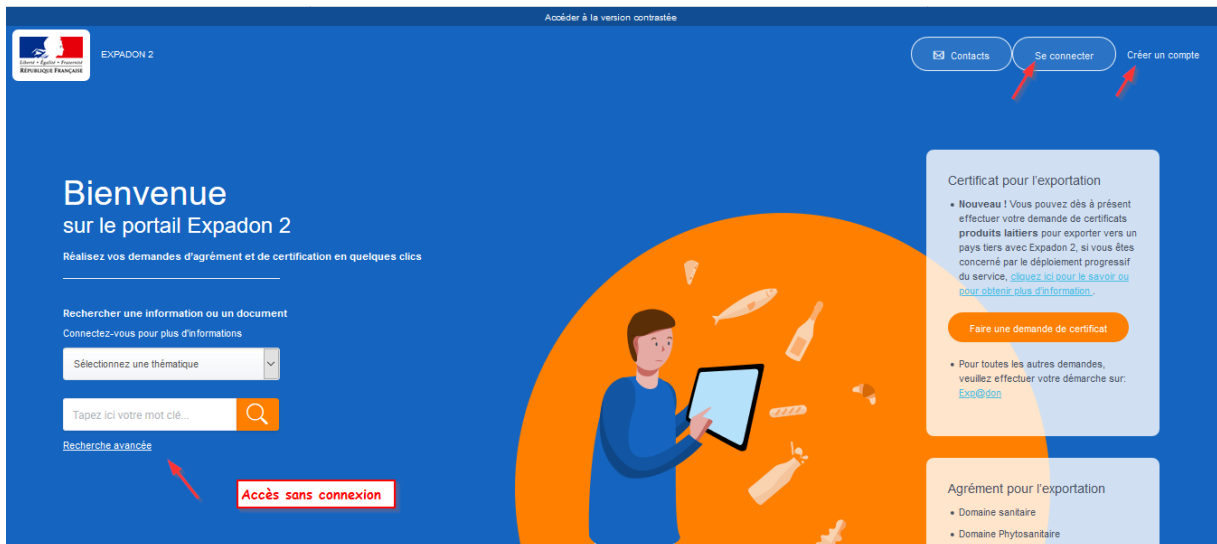 Accéder à la version contrastée
Liberté • Égalité • Fraternité
RÉPUBLIQUE FRANÇAISE
EXPADON 2
Contacts
Se connecter
Créer un compte
Bienvenue
sur le portail Expadon 2
Réalisez vos demandes d'agrément et de certification en quelques clics
Rechercher une information ou un document
Connectez-vous pour plus d'informations
Sélectionnez une thématique
Tapez ici votre mot clé...
Recherche avancée
Accès sans connexion
Certificat pour l'exportation
• Nouveau ! Vous pouvez dès à présent
effectuer votre demande de certificats
produits laitiers pour exporter vers un
pays tiers avec Expadon 2, si vous êtes
concerné par le déploiement progressif
du service, cliquez ici pour le savoir ou
pour obtenir plus d'information .
Faire une demande de certificat
• Pour toutes les autres demandes,
veuillez effectuer votre démarche sur:
Exp@don
Agrément pour l'exportation
• Domaine sanitaire
• Domaine Phytosanitaire